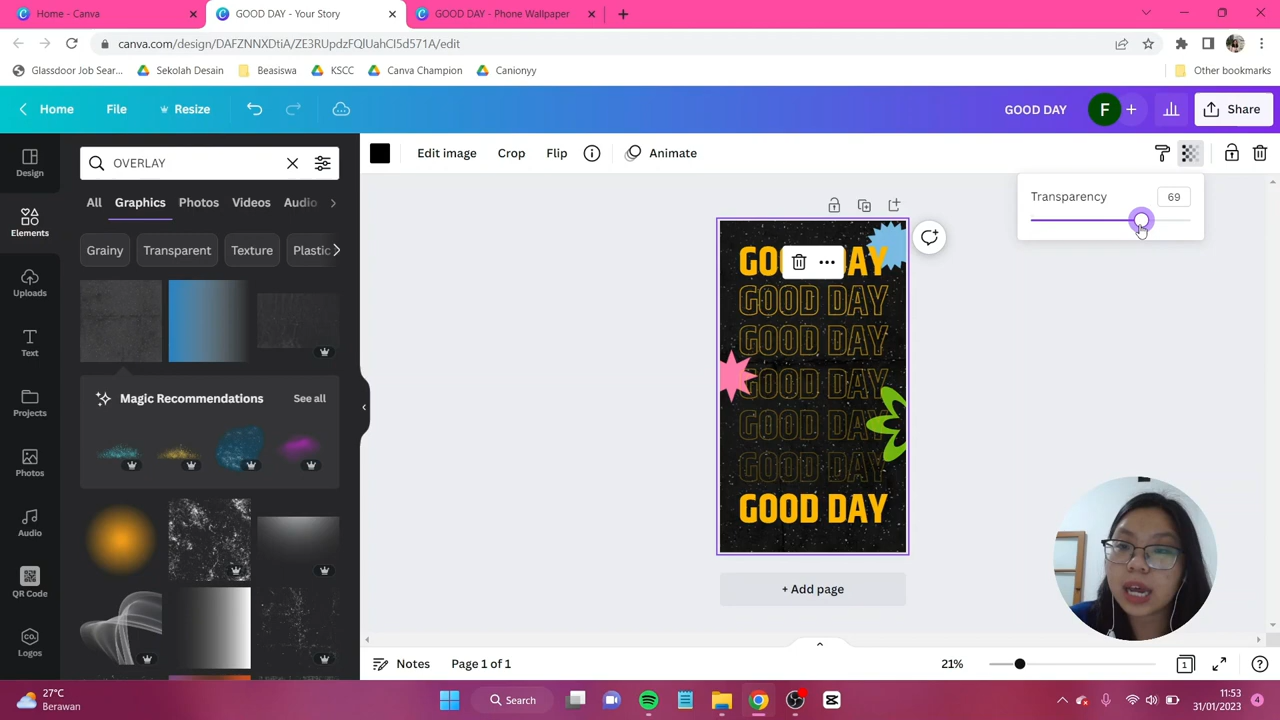 Home - Canva
GOOD DAY - Your Story
GOOD DAY - Phone Wallpaper
canva.com/design/DAFZNNXDtiA/ZE3RUpdzFQlUahCI5d571A/edit
Glassdoor Job Sear...
Sekolah Desain
Beasiswa
KSCC
Canva Champion
Canionyy
Other bookmarks
Home
File
Resize
GOOD DAY
F
Share
Design
Elements
Uploads
Text
Projects
Photos
Audio
QR Code
CO.
Logos
OVERLAY
All
Graphics
Photos
Videos
Audio
Grainy
Transparent
Texture
Plastic
Magic Recommendations
See all
Edit image
Crop
Flip
Animate
Transparency
69
GOOD DAY
GOOD DAY
GOOD DAY
GOOD DAY
GOOD DAY
GOOD DAY
+ Add page
Notes
Page 1 of 1
21%
1
27°C
Berawan
Search
11:53
31/01/2023
4